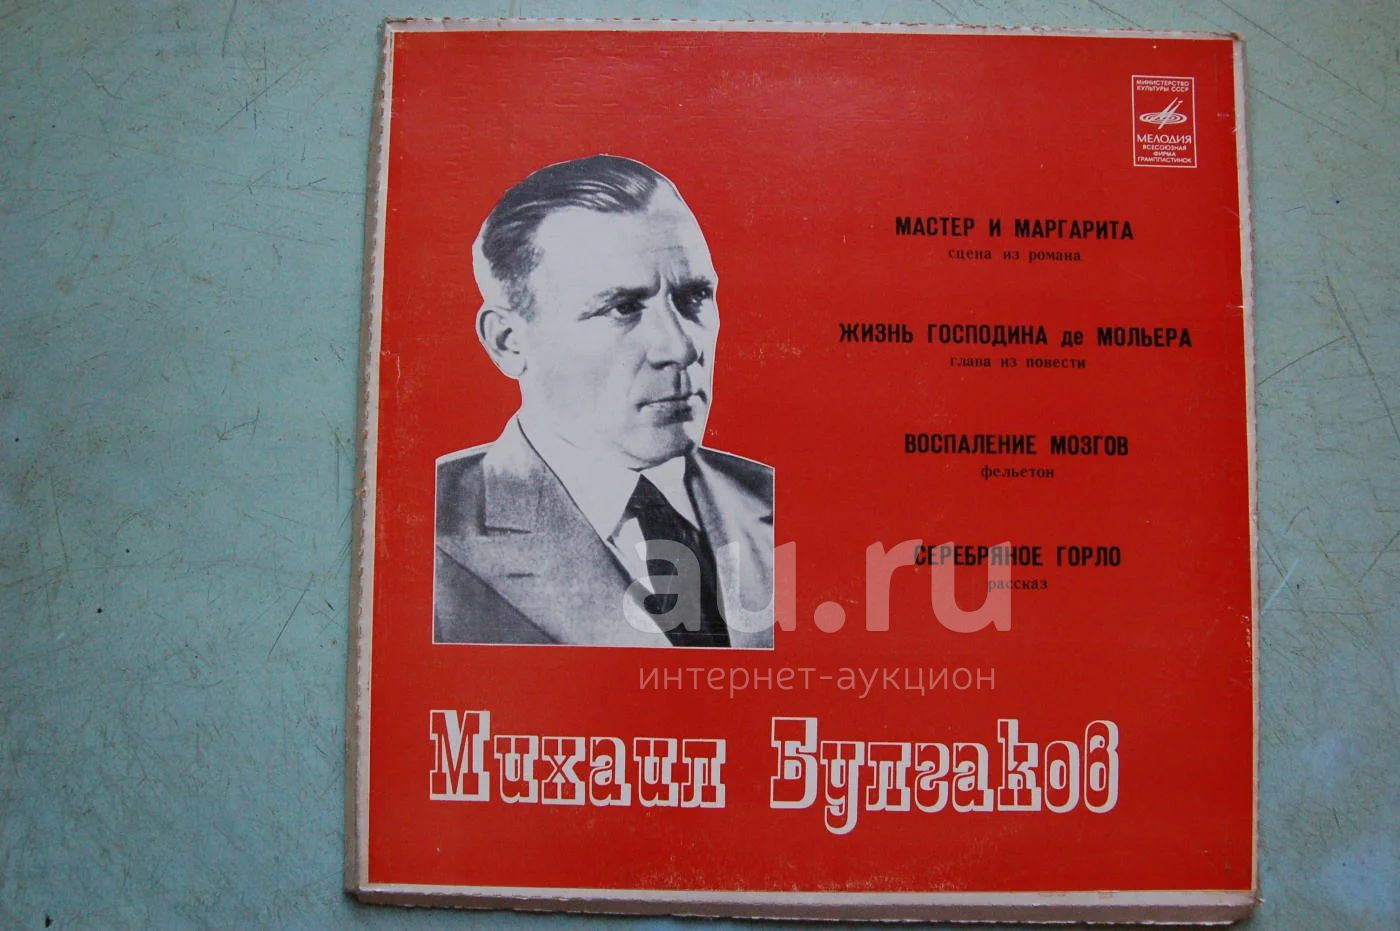 МИНИСТЕРСТВО
КУЛЬТУРЫ СССР
МЕЛОДИЯ
ВСЕСОЮЗНАЯ
ФИРМА
ГРАМПЛАСТИНОК
МАСТЕР И МАРГАРИТА
сцена из романа
ЖИЗНЬ ГОСПОДИНА де МОЛЬЕРА
глава из повести
ВОСПАЛЕНИЕ МОЗГОВ
фельетон
СЕРЕБРЯНОЕ ГОРЛО
рассказ
au.ru
интернет-аукцион
Михаил Булгаков